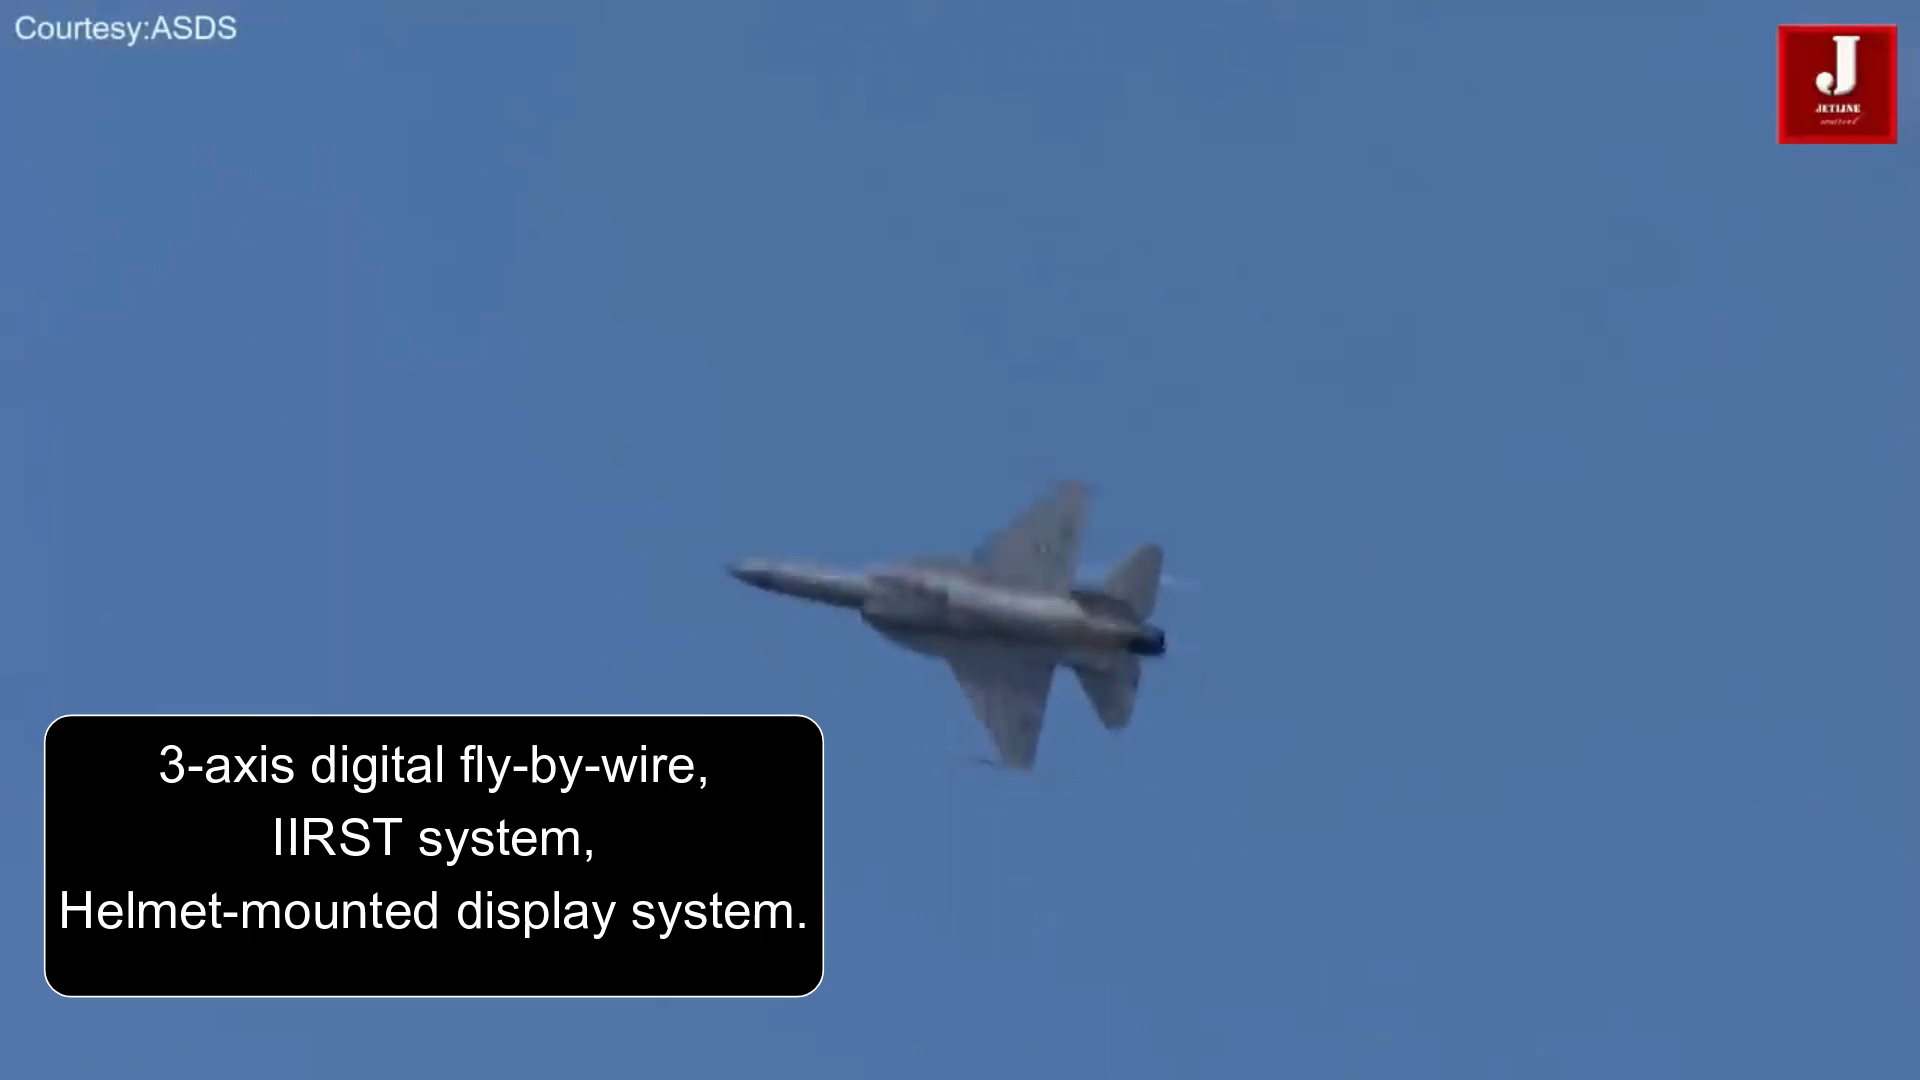 Courtesy:ASDS
J
JETLINE
3-axis digital fly-by-wire,
IIRST system,
Helmet-mounted display system.